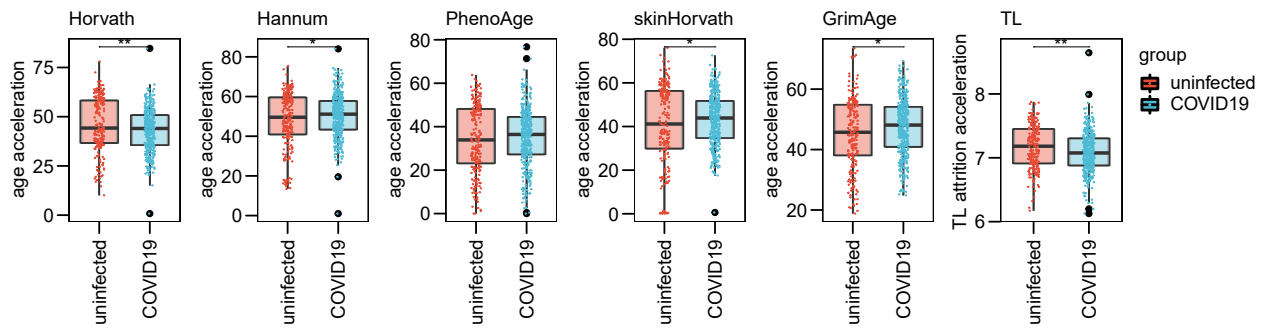 Horvath
Hannum
PhenoAge
skinHorvath
GrimAge
TL
**
*
*
*
**
group
uninfected
COVID19
age acceleration
75
50
25
0
uninfected
COVID19
age acceleration
80
60
40
20
0
uninfected
COVID19
age acceleration
80
60
40
20
0
uninfected
COVID19
age acceleration
80
60
40
20
0
uninfected
COVID19
age acceleration
60
40
20
uninfected
COVID19
TL attrition acceleration
8
7
6
uninfected
COVID19